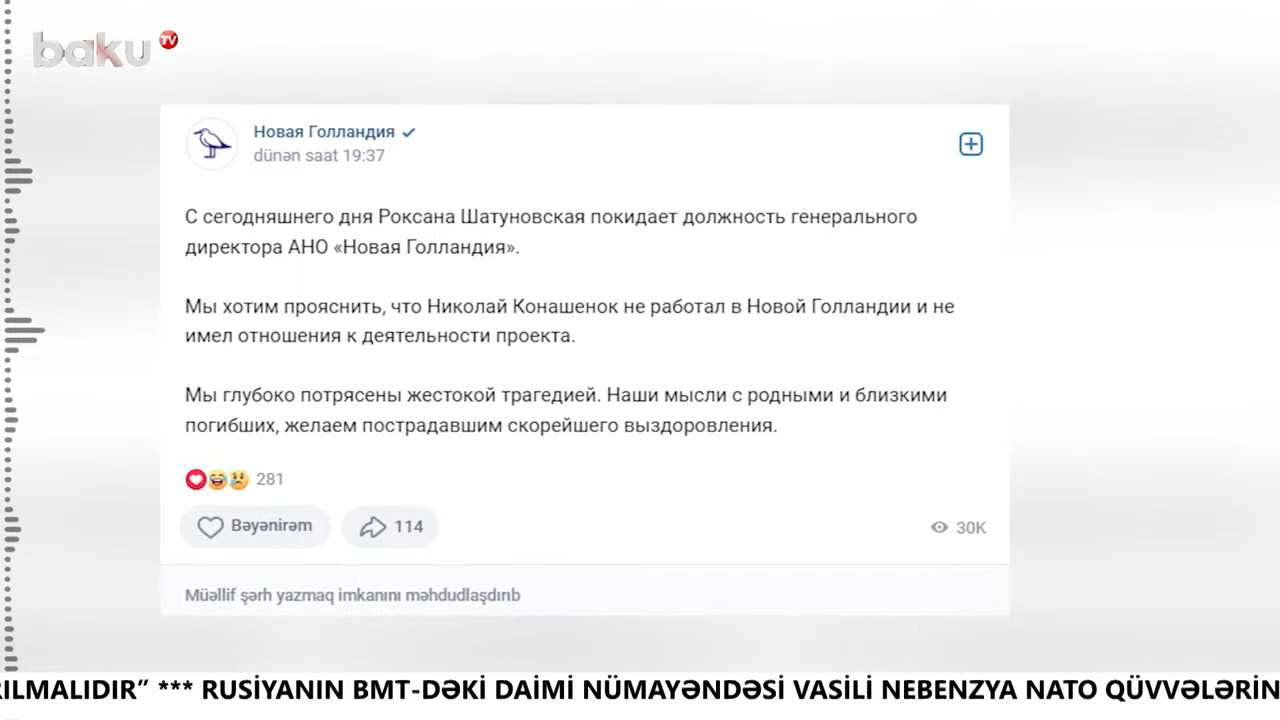 baku TV
Новая Голландия
dünən saat 19:37
С сегодняшнего дня Роксана Шатуновская покидает должность генерального
директора АНО «Новая Голландия».
Мы хотим прояснить, что Николай Конашенок не работал в Новой Голландии и не
имел отношения к деятельности проекта.
Мы глубоко потрясены жестокой трагедией. Наши мысли с родными и близкими
погибших, желаем пострадавшим скорейшего выздоровления.
281
Bəyənirəm 114 30K
Müəllif şərh yazmaq imkanını məhdudlaşdırıb
RILMALIDIR” *** RUSİYANIN BMT-DƏKİ DAİMİ NÜMAYƏNDƏSİ VASİLİ NEBENZYA NATO QÜVVƏLƏRİN